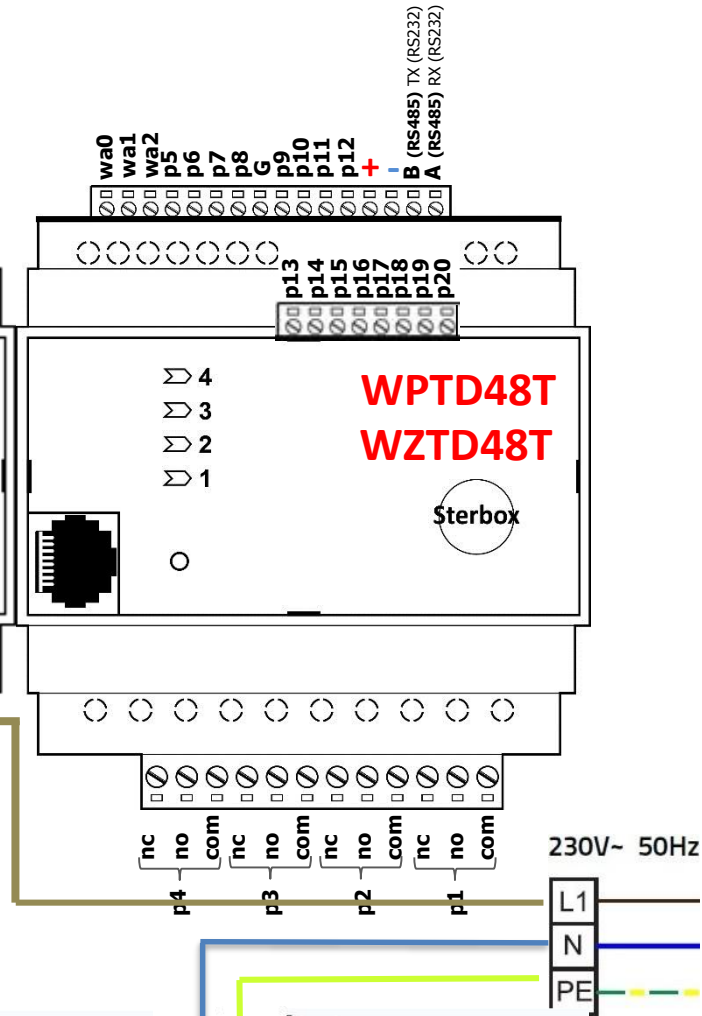 B (RS485) TX (RS232)
A (RS485) RX (RS232)
wa0 wa1 wa2 p5 p6 p7 p8 G p9 p10 p11 p12 + -
p13 p14 p15 p16 p17 p18 p19 p20
4
3
2
1
WPTD48T
WZTD48T
Sterbox
nc no com nc no com nc no com nc no com
p4 p3 p2 p1
230V~ 50Hz
L1
N
PE